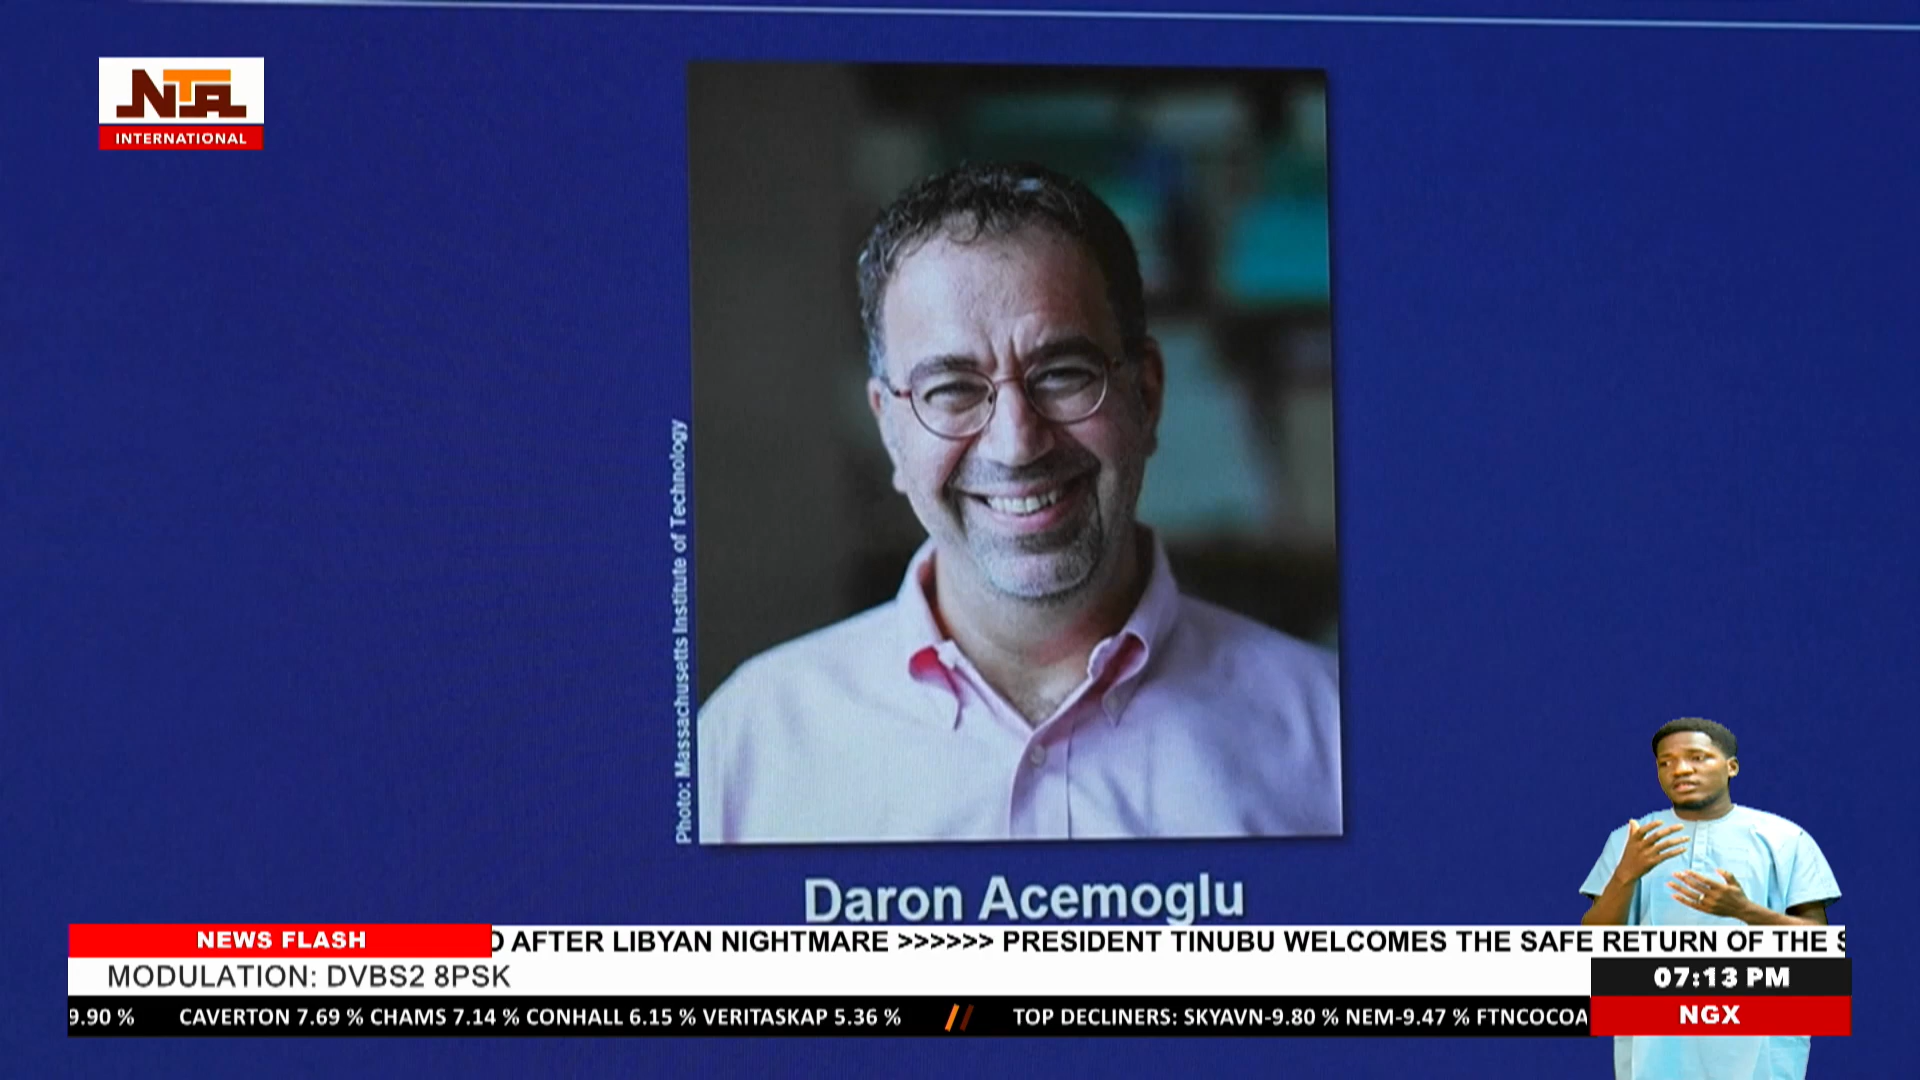 NTA
INTERNATIONAL
Photo: Massachusetts Institute of Technology
Daron Acemoglu
NEWS FLASH
AFTER LIBYAN NIGHTMARE >>>>>> PRESIDENT TINUBU WELCOMES THE SAFE RETURN OF THE
MODULATION: DVBS2 8PSK
07:13 PM
9.90 % CAVERTON 7.69 % CHAMS 7.14 % CONHALL 6.15 % VERITASKAP 5.36 % // TOP DECLINERS: SKYAVN-9.80 % NEM-9.47 % FTNCOCOA
NGX